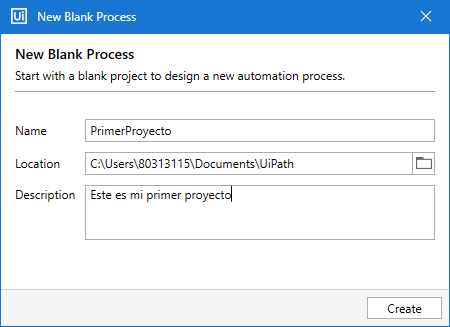 Ui New Blank Process
New Blank Process
Start with a blank project to design a new automation process.
Name PrimerProyecto
Location C:\Users\80313115\Documents\UiPath
Description Este es mi primer proyecto
Create